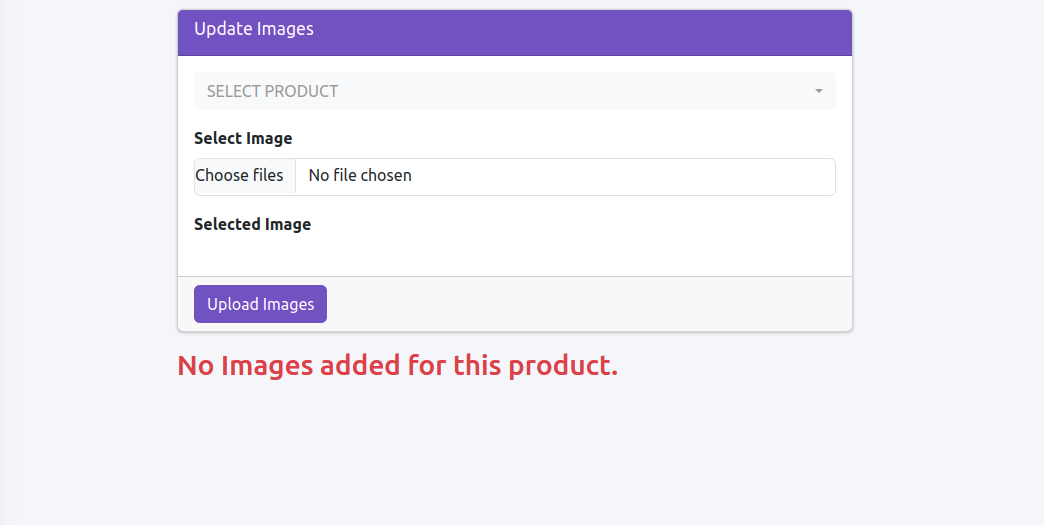 Update Images
SELECT PRODUCT
Select Image
Choose files No file chosen
Selected Image
Upload Images
No Images added for this product.